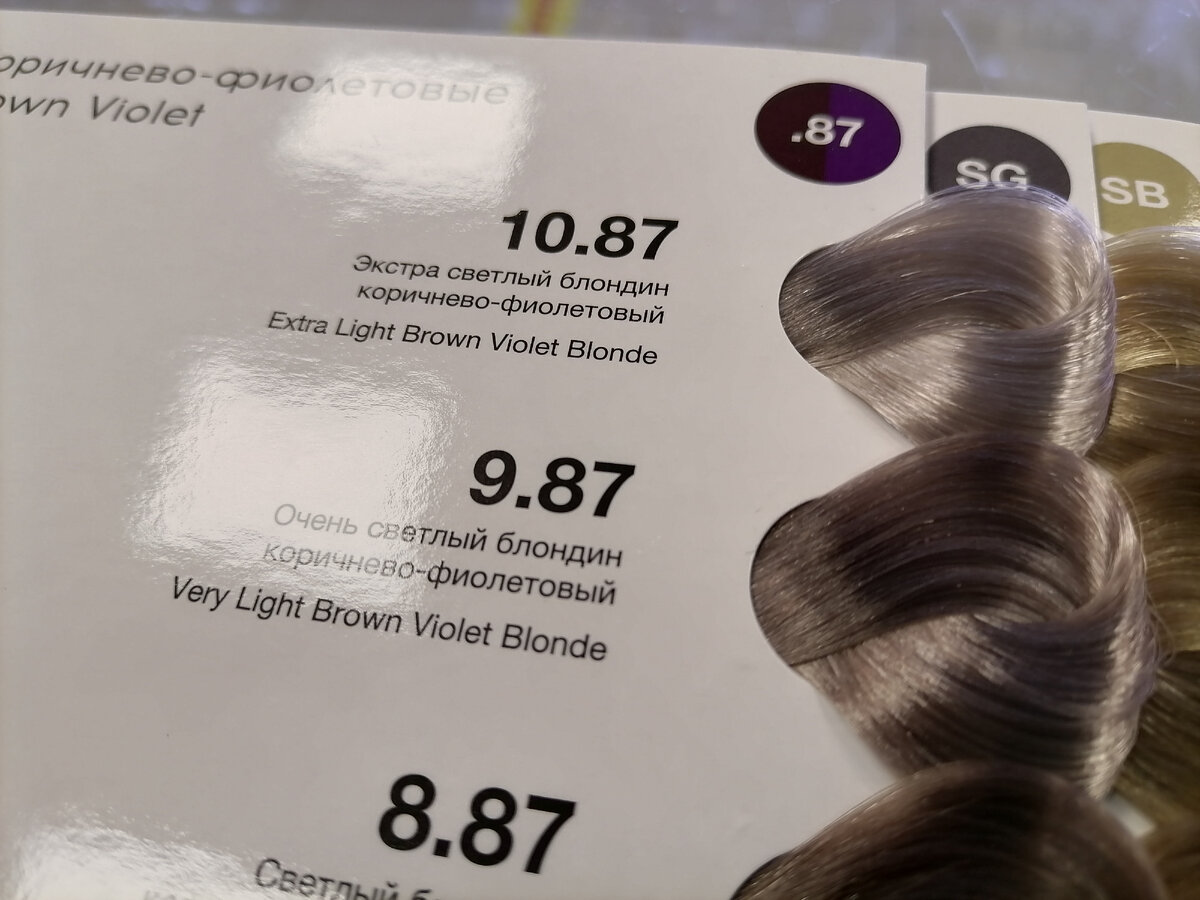 коричнево-фиолетовые
Brown Violet
.87
SG
SB
10.87
Экстра светлый блондин
коричнево-фиолетовый
Extra Light Brown Violet Blonde
9.87
Очень светлый блондин
коричнево-фиолетовый
Very Light Brown Violet Blonde
8.87
Светлый